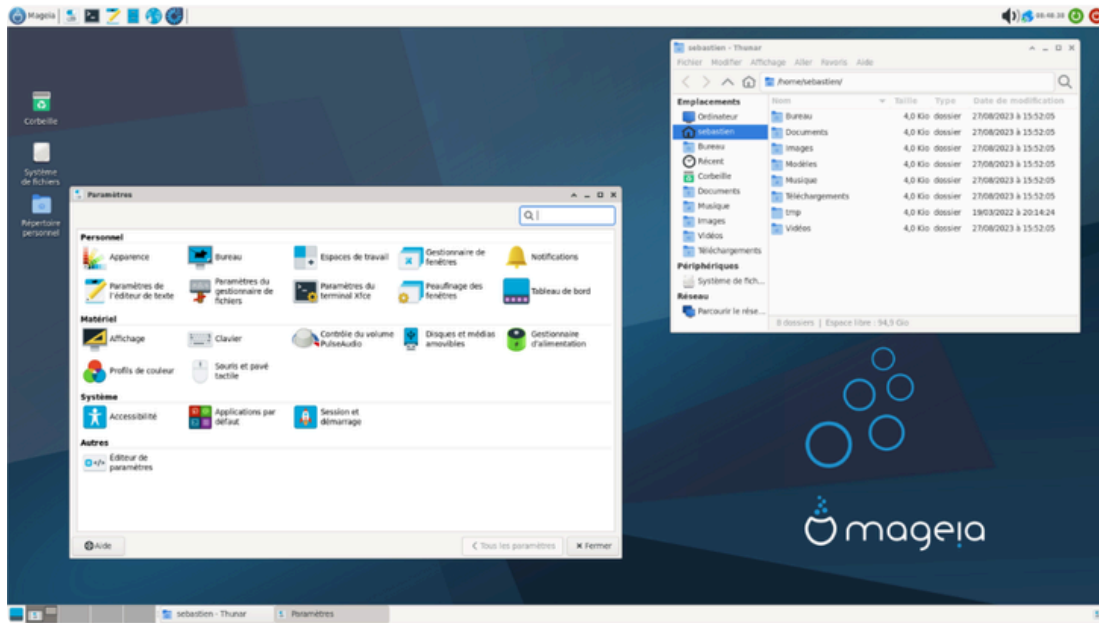 Mageia
Corbeille
Système
de fichiers
Répertoire
personnel
sebastien - Thunar
Fichier Modifier Affichage Aller Favoris Aide
/home/sebastien/
Emplacements
Ordinateur
sebastien
Bureau
Récent
Corbeille
Documents
Musique
Images
Vidéos
Téléchargements
Périphériques
Système de fich...
Réseau
Parcourir le rése...
Nom Taille Type Date de modification
Bureau 4,0 Kio dossier 27/08/2023 à 15:52:05
Documents 4,0 Kio dossier 27/08/2023 à 15:52:05
Images 4,0 Kio dossier 27/08/2023 à 15:52:05
Modèles 4,0 Kio dossier 27/08/2023 à 15:52:05
Musique 4,0 Kio dossier 27/08/2023 à 15:52:05
Téléchargements 4,0 Kio dossier 27/08/2023 à 15:52:05
tmp 4,0 Kio dossier 19/03/2022 à 20:14:24
Vidéos 4,0 Kio dossier 27/08/2023 à 15:52:05
8 dossiers | Espace libre : 94,9 Gio
Paramètres
Personnel
Apparence
Bureau
Espaces de travail
Gestionnaire de
fenêtres
Notifications
Paramètres de
l'éditeur de texte
Paramètres du
gestionnaire de
fichiers
Paramètres du
terminal Xfce
Peaufinage des
fenêtres
Tableau de bord
Matériel
Affichage
Clavier
Contrôle du volume
PulseAudio
Disques et médias
amovibles
Gestionnaire
d'alimentation
Profils de couleur
Souris et pavé
tactile
Système
Accessibilité
Applications par
défaut
Session et
démarrage
Autres
Éditeur de
paramètres
Aide
Tous les paramètres
Fermer
mageia
sebastien - Thunar
Paramètres